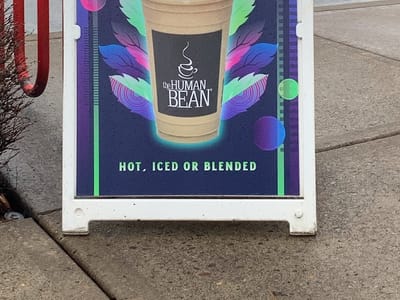 the HUMAN
BEAN
HOT, ICED OR BLENDED